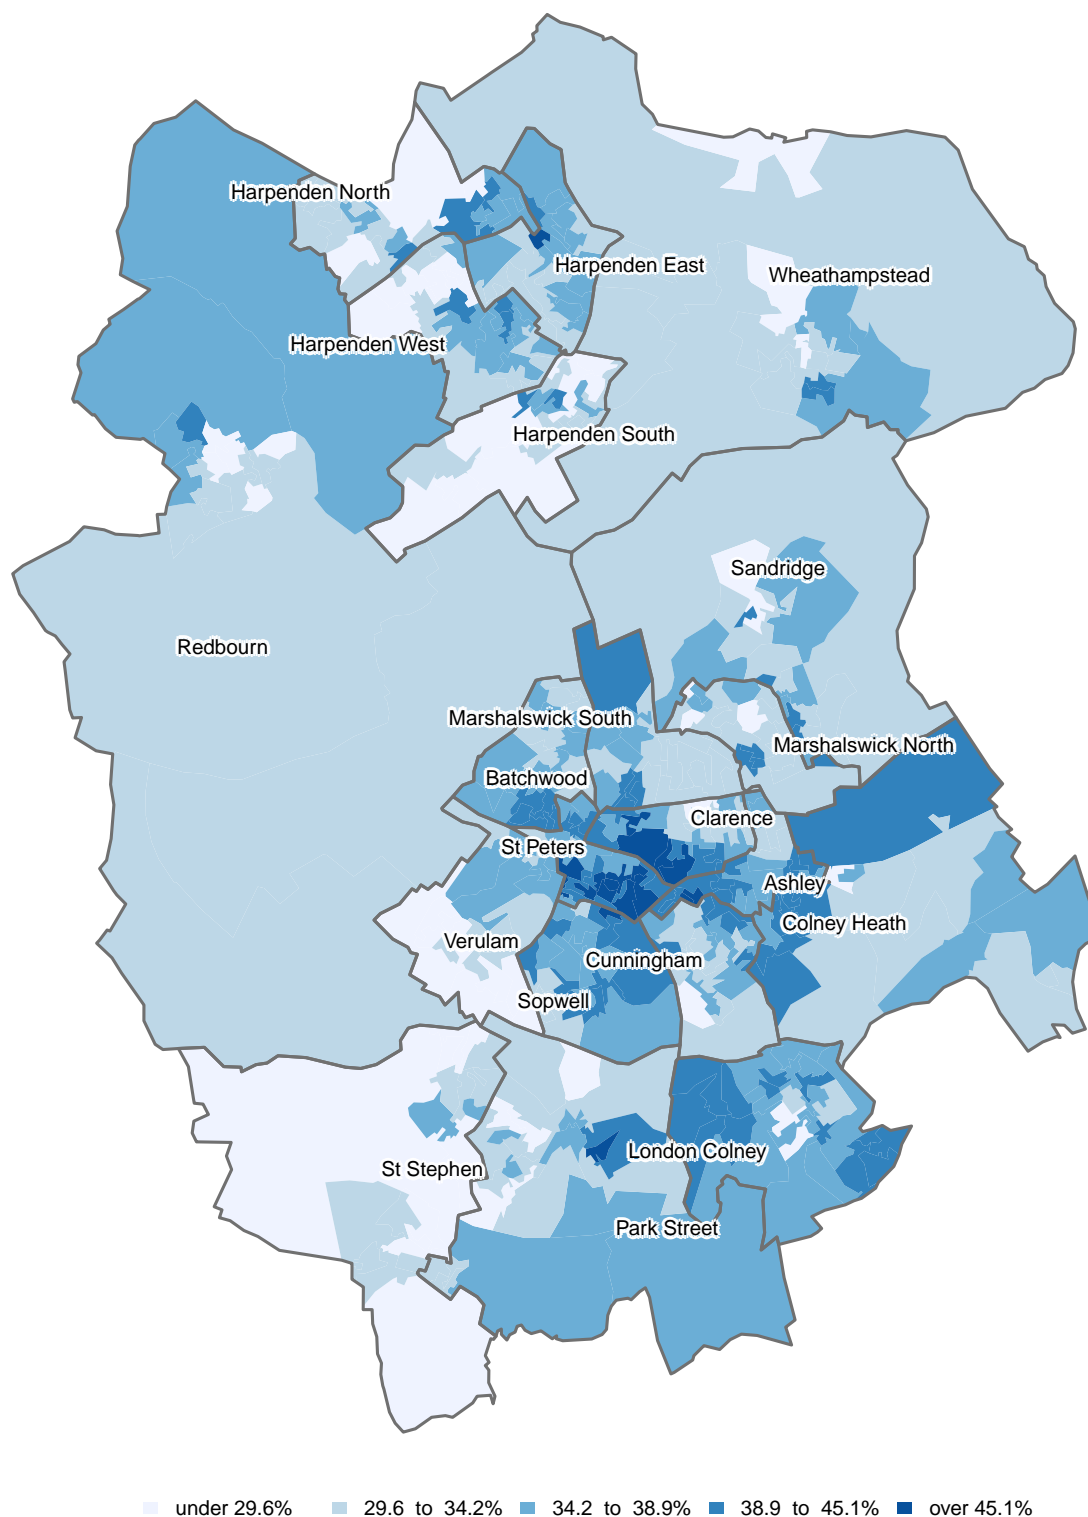 Harpenden North
Harpenden East
Wheathampstead
Harpenden West
Harpenden South
Sandridge
Redbourn
Marshalswick South
Marshalswick North
Batchwood
Clarence
St Peters
Ashley
Colney Heath
Verulam
Cunningham
Sopwell
London Colney
St Stephen
Park Street
under 29.6% 29.6 to 34.2% 34.2 to 38.9% 38.9 to 45.1% over 45.1%